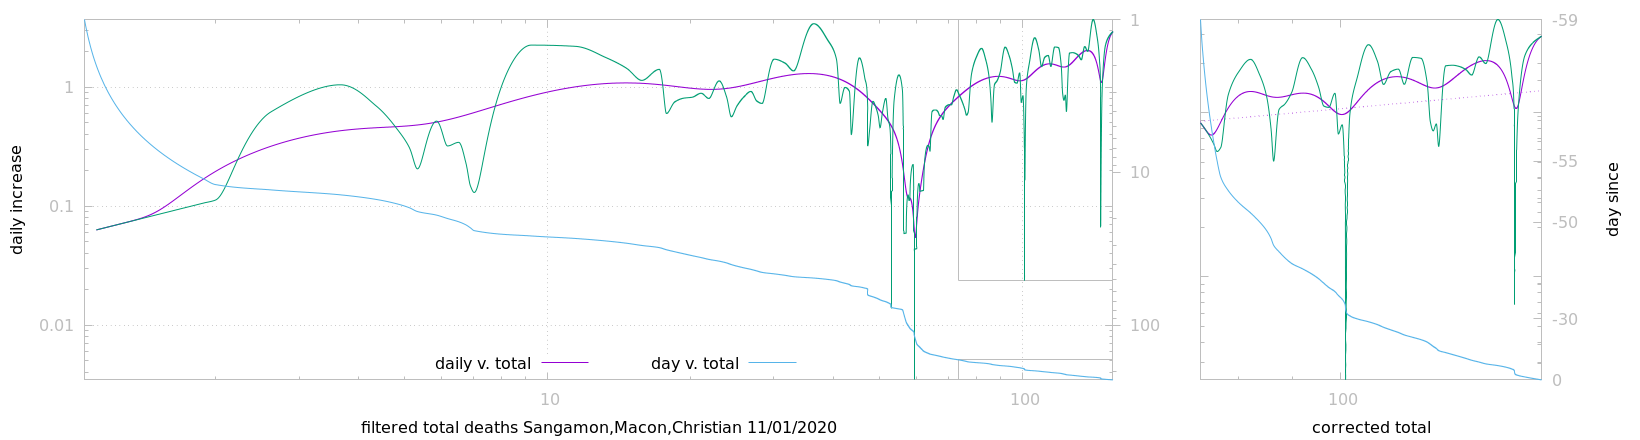 1
-59
1
daily increase
10
-55
day since
0.1
-50
0.01
100
-30
daily v. total
day v. total
0
10
100
100
filtered total deaths Sangamon,Macon,Christian 11/01/2020
corrected total